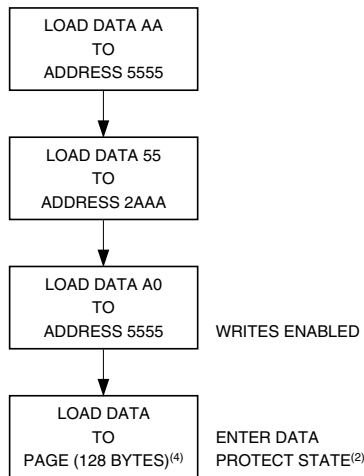 LOAD DATA AA
TO
ADDRESS 5555
LOAD DATA 55
TO
ADDRESS 2AAA
LOAD DATA A0
TO
ADDRESS 5555
WRITES ENABLED
LOAD DATA
TO
PAGE (128 BYTES)(4)
ENTER DATA
PROTECT STATE(2)